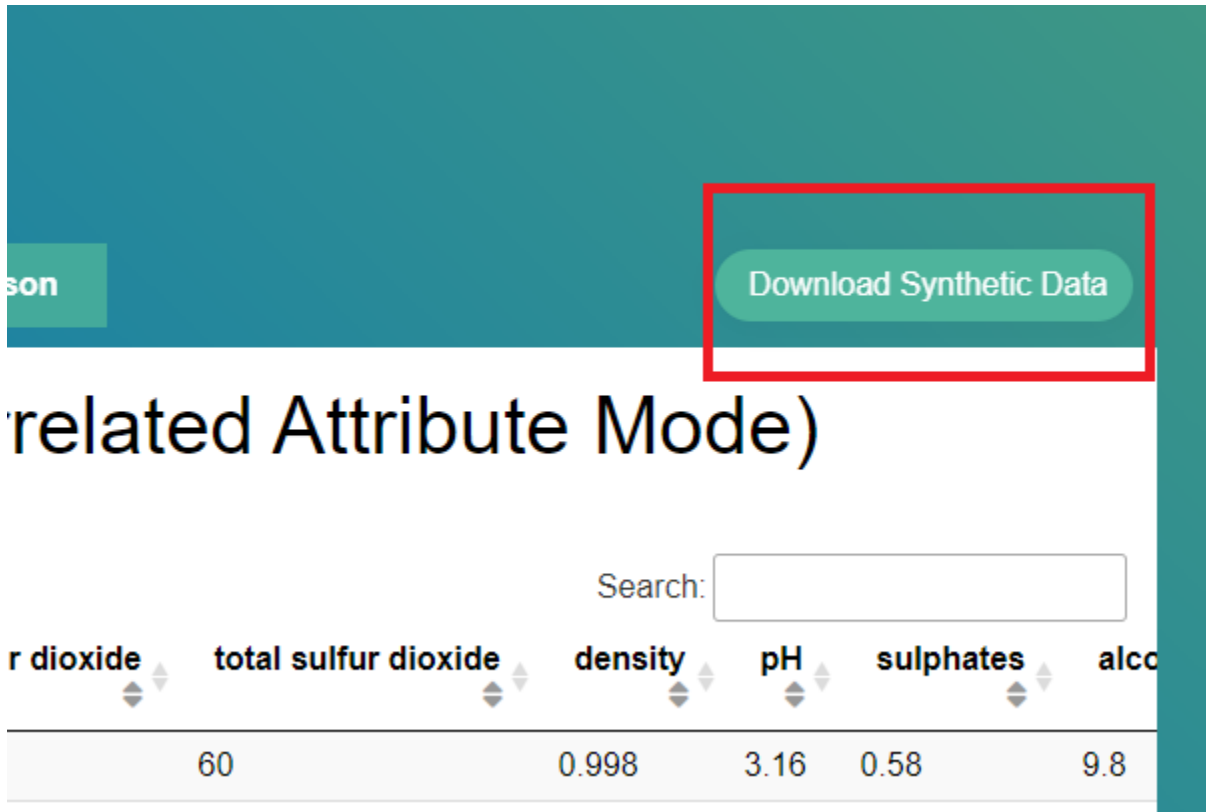 son
Download Synthetic Data
rrelated Attribute Mode)
Search:
r dioxide total sulfur dioxide density pH sulphates alco
60 0.998 3.16 0.58 9.8